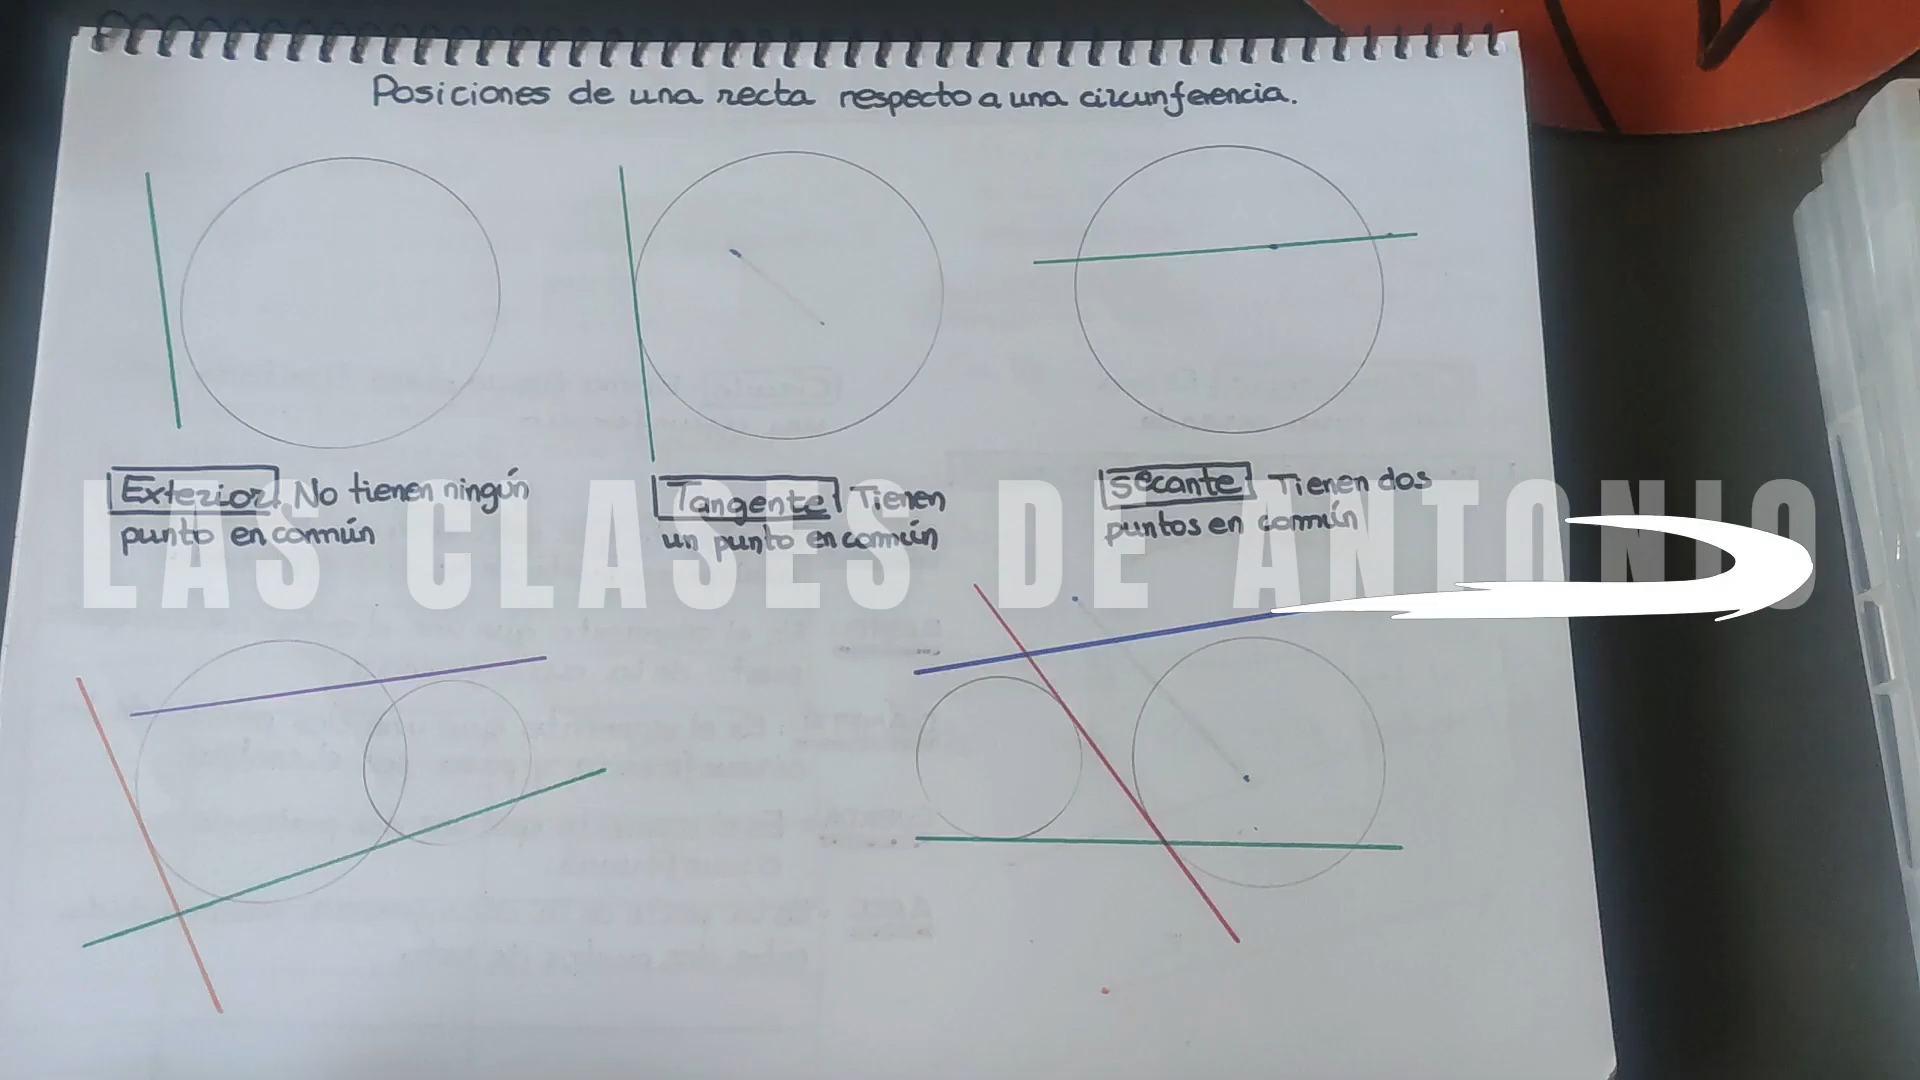 Posiciones de una recta respecto a una circunferencia.
Exterior. No tienen ningún
punto en común
Tangente Tienen
un punto en común
Secante Tienen dos
puntos en común
LAS CLASES DE ANTONIO